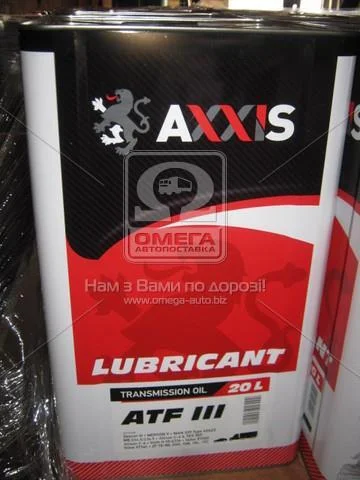 AXXIS
ОМЕГА
АВТОПОСТАВКА
Нам з Вами по дорозі!
www.omega-auto.biz
LUBRICANT
TRANSMISSION OIL 20 L
ATF III